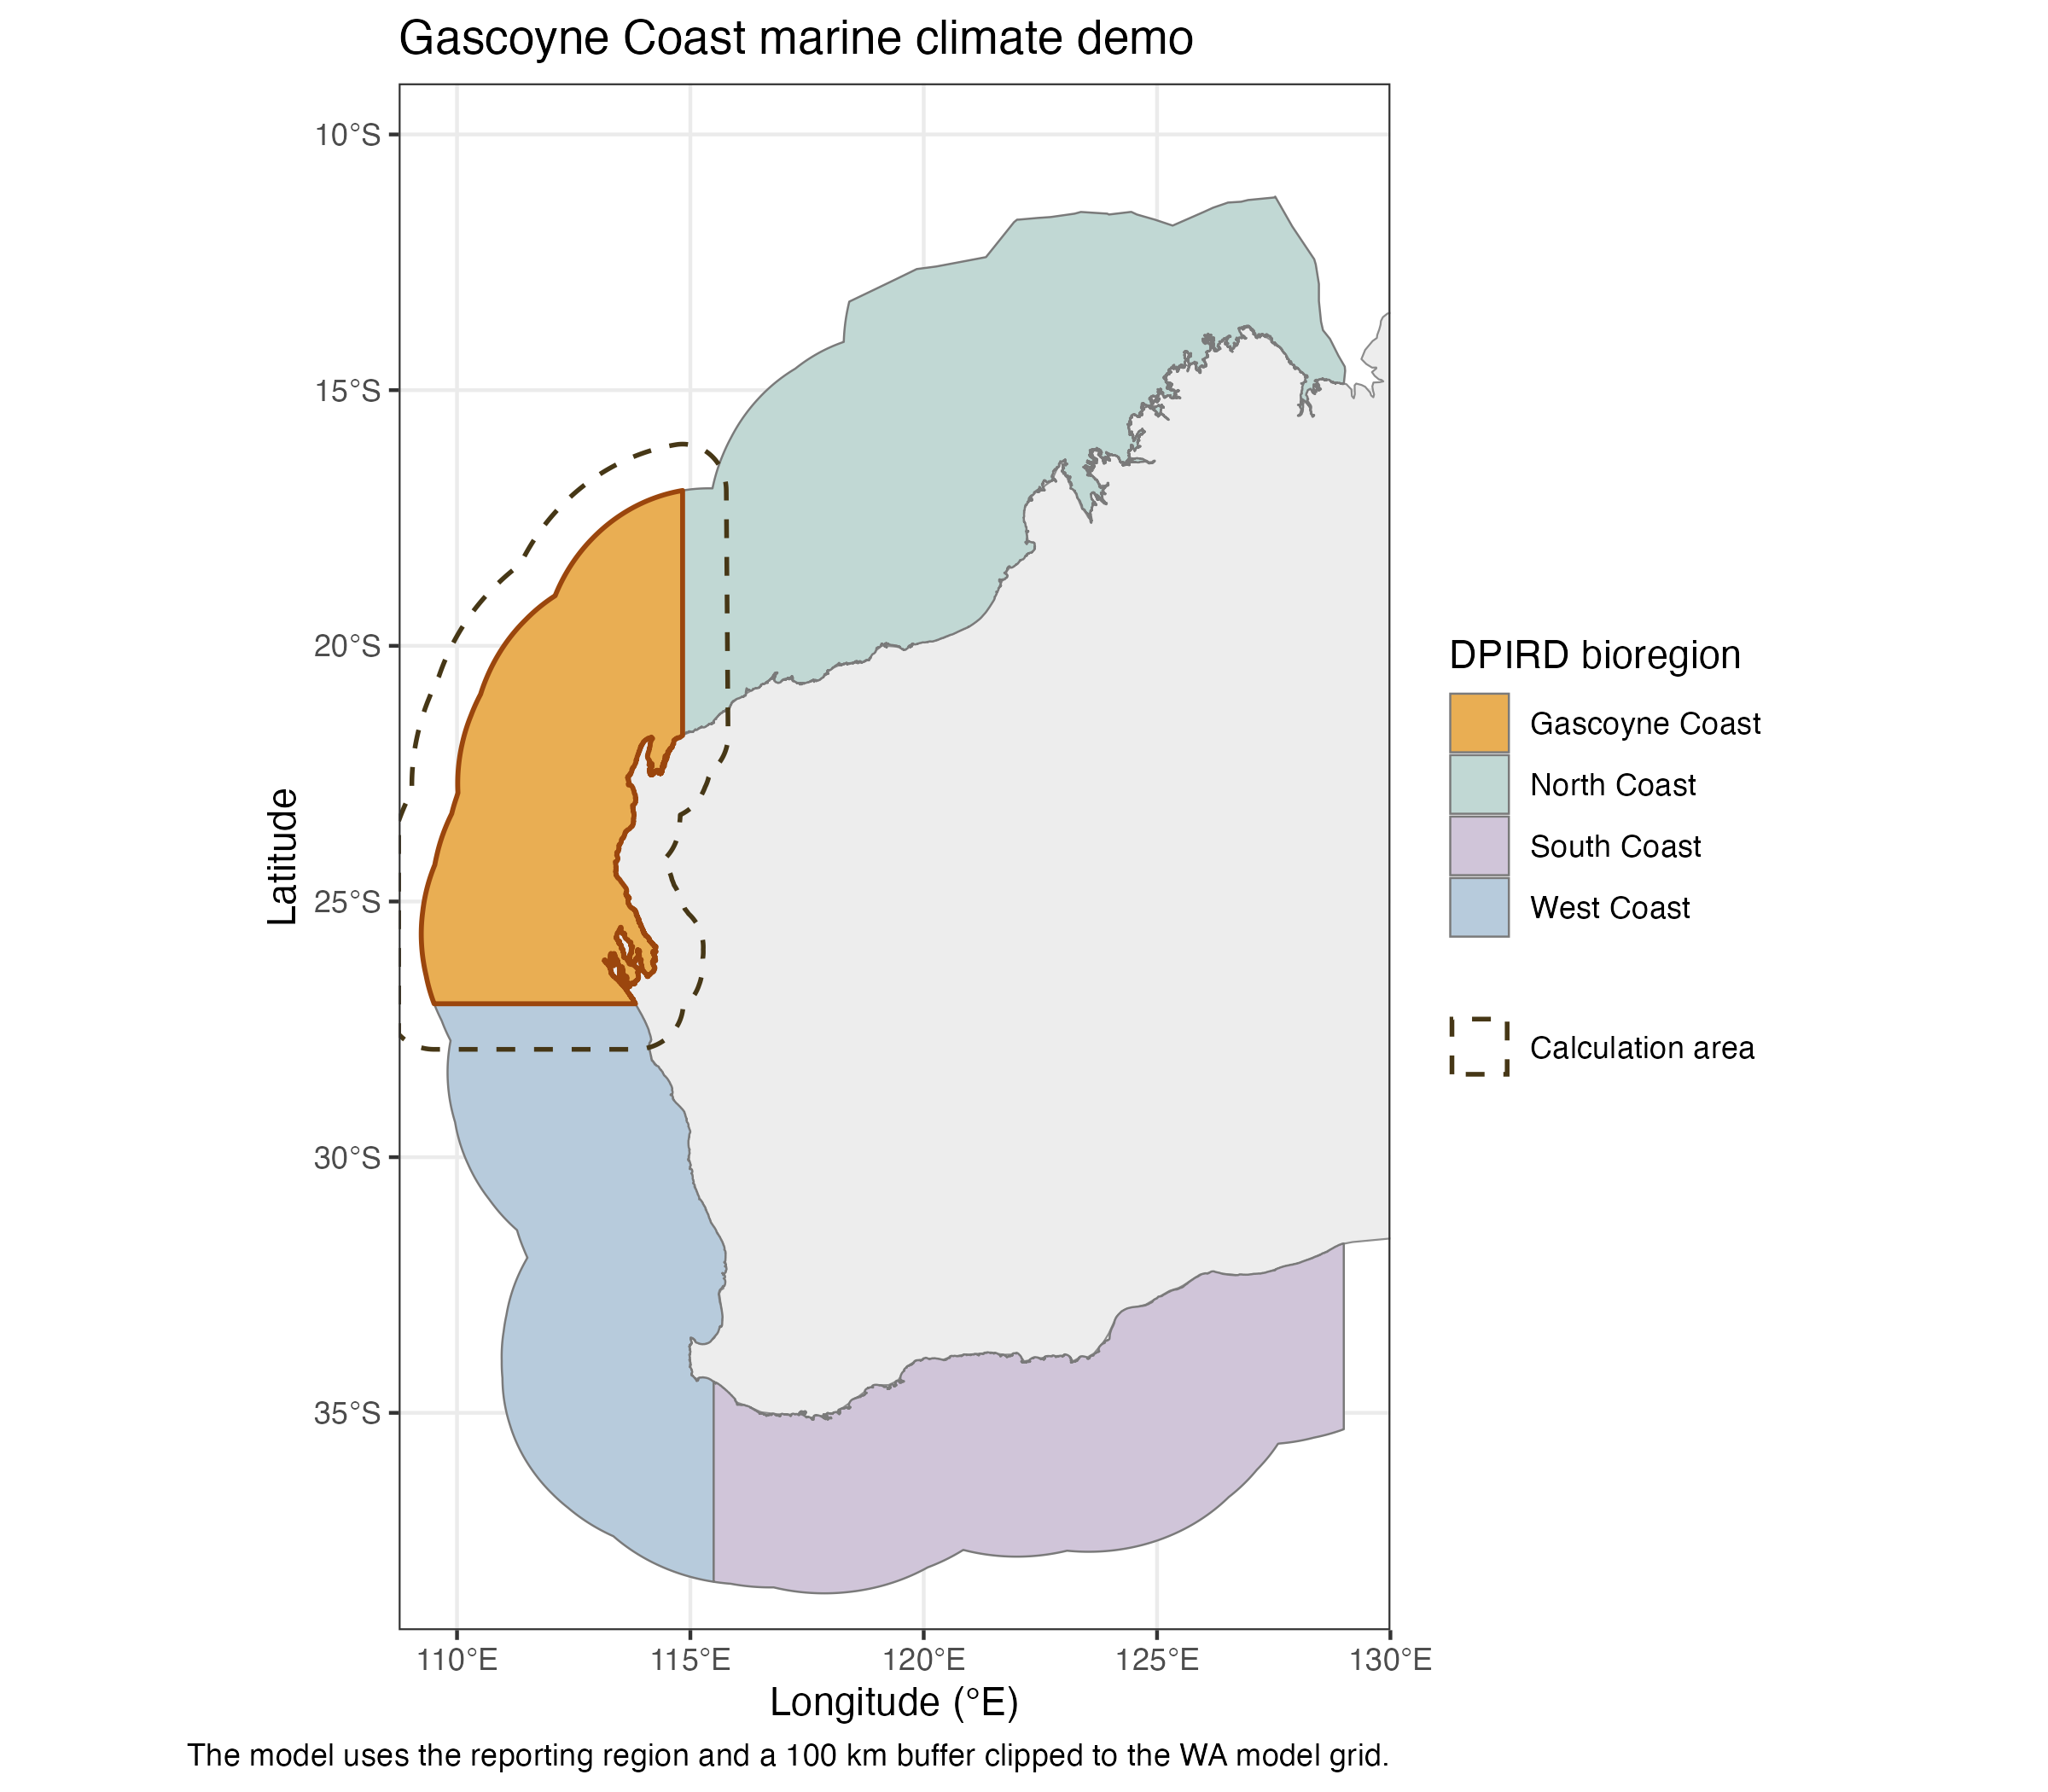 Gascoyne Coast marine climate demo
10°S
15°S
20°S
25°S
30°S
35°S
Latitude
110°E
115°E
120°E
125°E
130°E
Longitude (°E)
DPIRD bioregion
Gascoyne Coast
North Coast
South Coast
West Coast
Calculation area
The model uses the reporting region and a 100 km buffer clipped to the WA model grid.